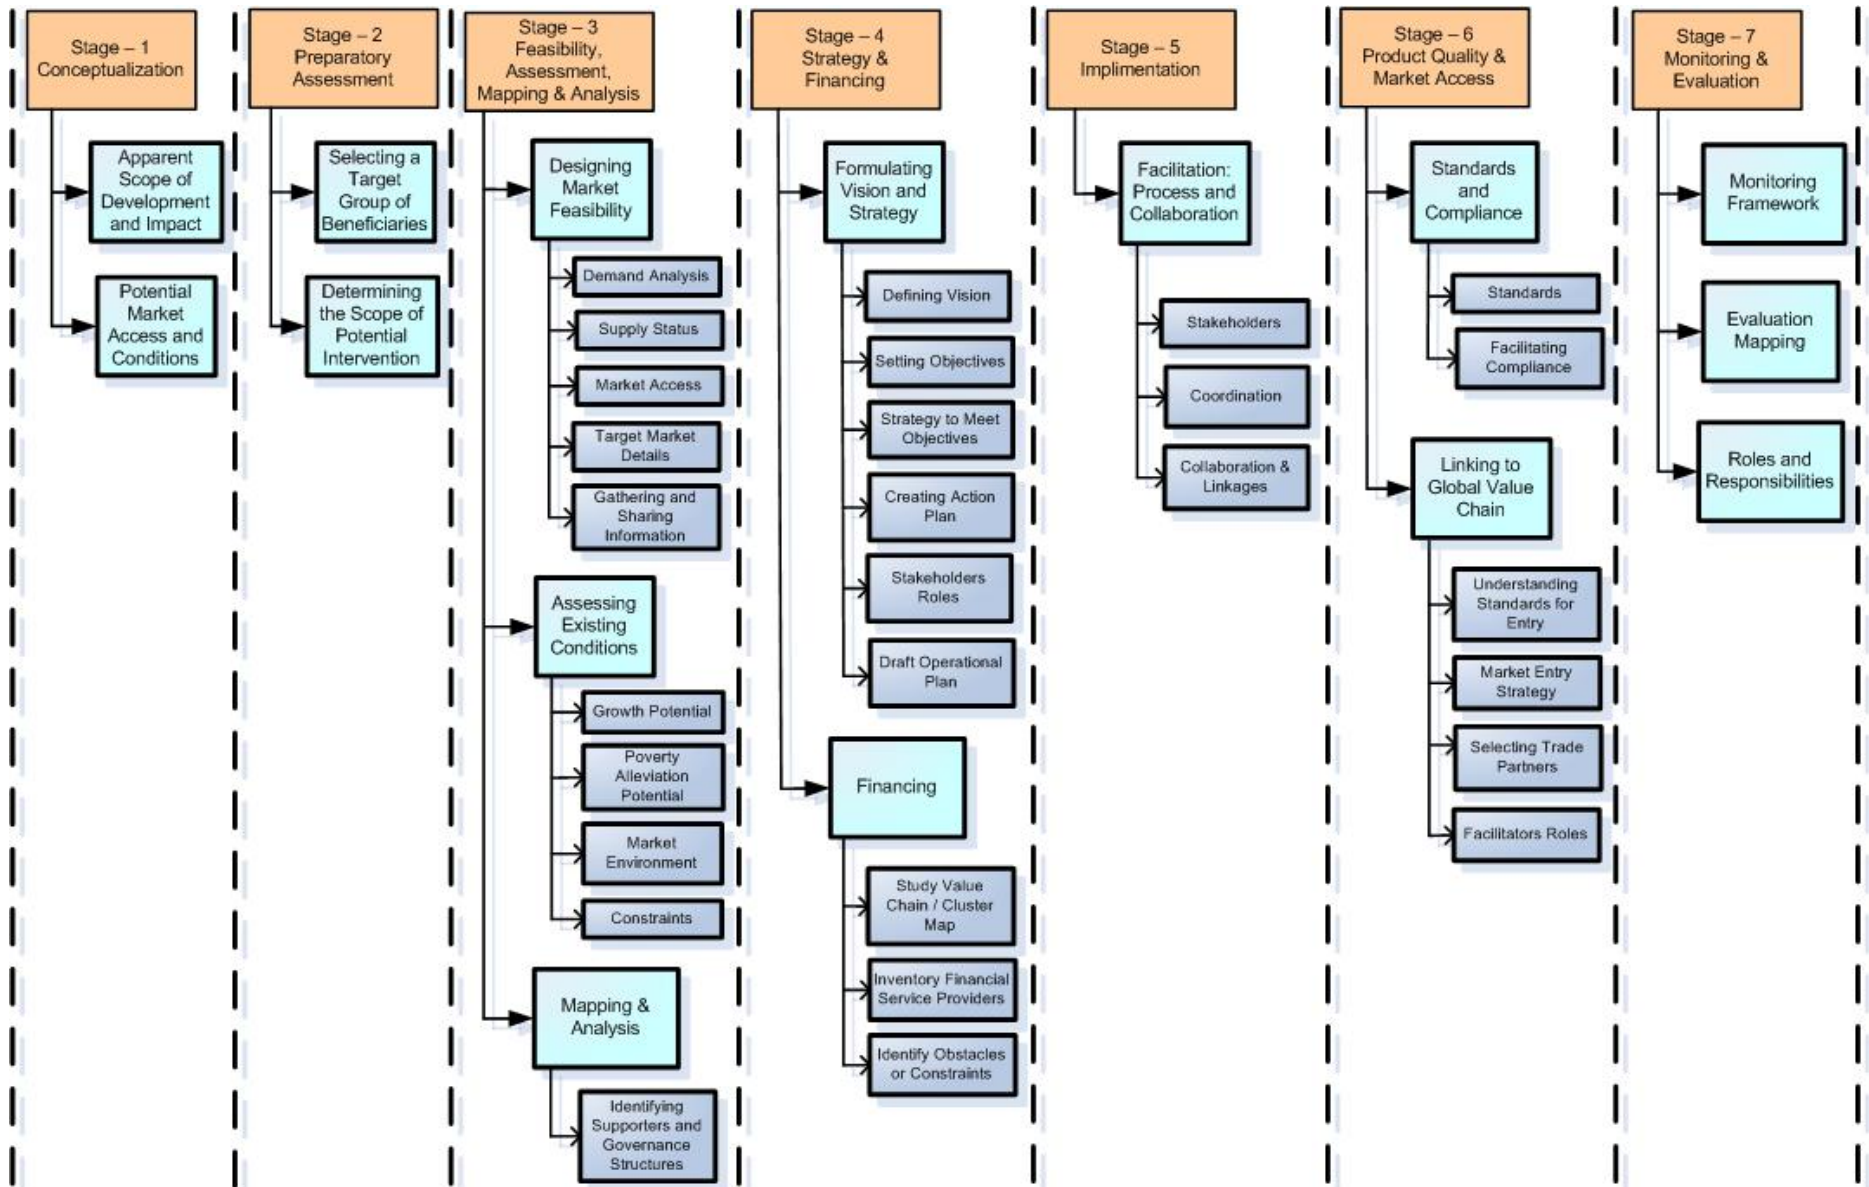 Stage – 1
Conceptualization
Apparent
Scope of
Development
and Impact
Potential
Market
Access and
Conditions
Stage – 2
Preparatory
Assessment
Selecting a
Target
Group of
Beneficiaries
Determining
the Scope of
Potential
Intervention
Stage – 3
Feasibility,
Assessment,
Mapping & Analysis
Designing
Market
Feasibility
Demand Analysis
Supply Status
Market Access
Target Market
Details
Gathering and
Sharing
Information
Assessing
Existing
Conditions
Growth Potential
Poverty
Alleviation
Potential
Market
Environment
Constraints
Mapping &
Analysis
Identifying
Supporters and
Governance
Structures
Stage – 4
Strategy &
Financing
Formulating
Vision and
Strategy
Defining Vision
Setting Objectives
Strategy to Meet
Objectives
Creating Action
Plan
Stakeholders
Roles
Draft Operational
Plan
Financing
Study Value
Chain / Cluster
Map
Inventory Financial
Service Providers
Identify Obstacles
or Constraints
Stage – 5
Implimentation
Facilitation:
Process and
Collaboration
Stakeholders
Coordination
Collaboration &
Linkages
Stage – 6
Product Quality &
Market Access
Standards
and
Compliance
Standards
Facilitating
Compliance
Linking to
Global Value
Chain
Understanding
Standards for
Entry
Market Entry
Strategy
Selecting Trade
Partners
Facilitators Roles
Stage – 7
Monitoring &
Evaluation
Monitoring
Framework
Evaluation
Mapping
Roles and
Responsibilities